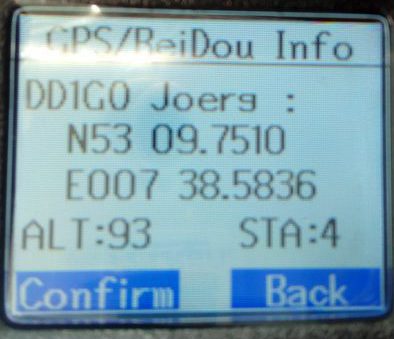 GPS/BeiDou Info
DD1GO Joerg :
N53 09.7510
E007 38.5836
ALT:93 STA:4
Confirm Back